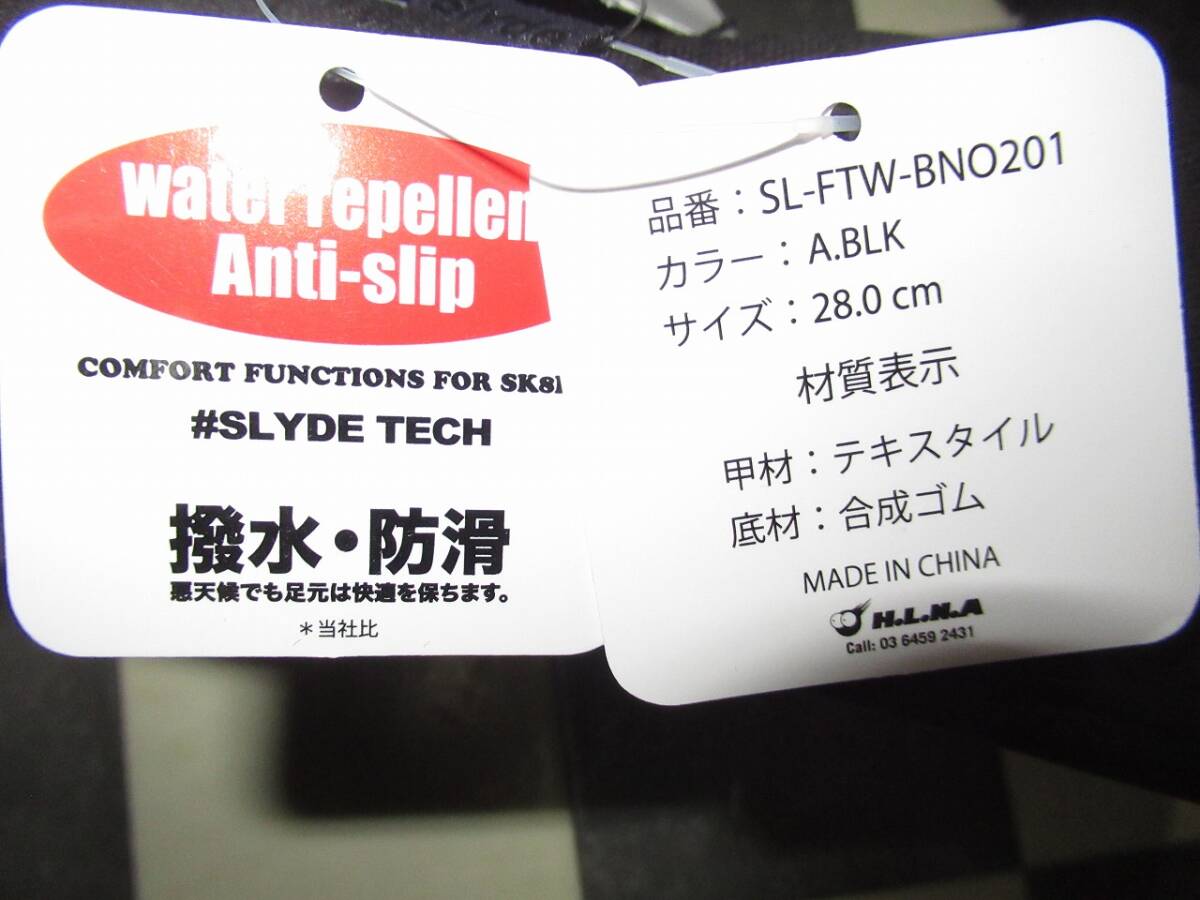 water repellen
Anti-slip
COMFORT FUNCTIONS FOR
#SLYDE TECH
撥水・防滑
悪天候でも足元は快適を保ちます。
＊当社比
品番：SL-FTW-BNO201
カラー：A.BLK
サイズ：28.0 cm
材質表示
甲材：テキスタイル
底材：合成ゴム
MADE IN CHINA
H.L.N.A
Call: 03 6459 2431